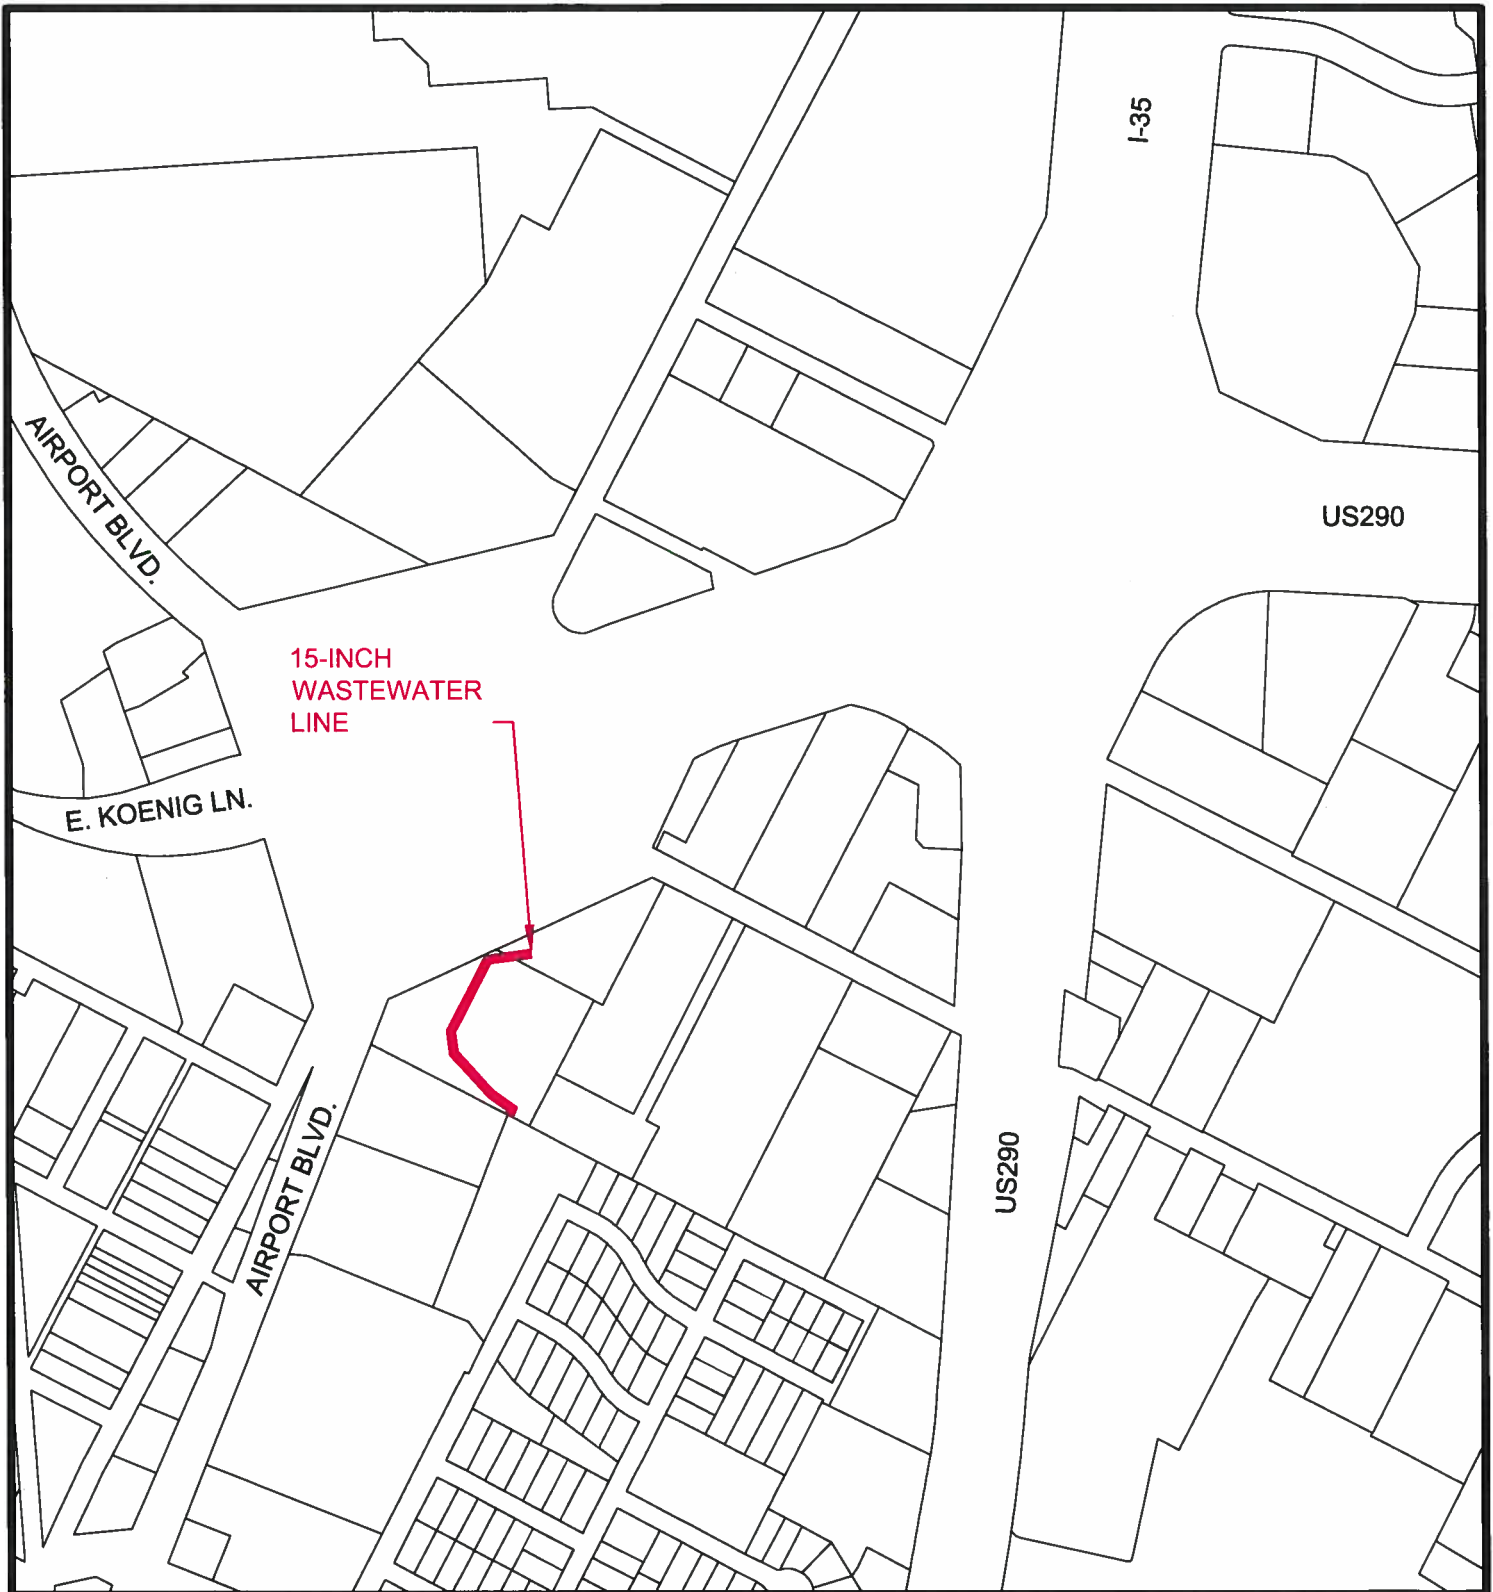 I-35
AIRPORT BLVD.
US290
15-INCH
WASTEWATER
LINE
E. KOENIG LN.
AIRPORT BLVD.
US290